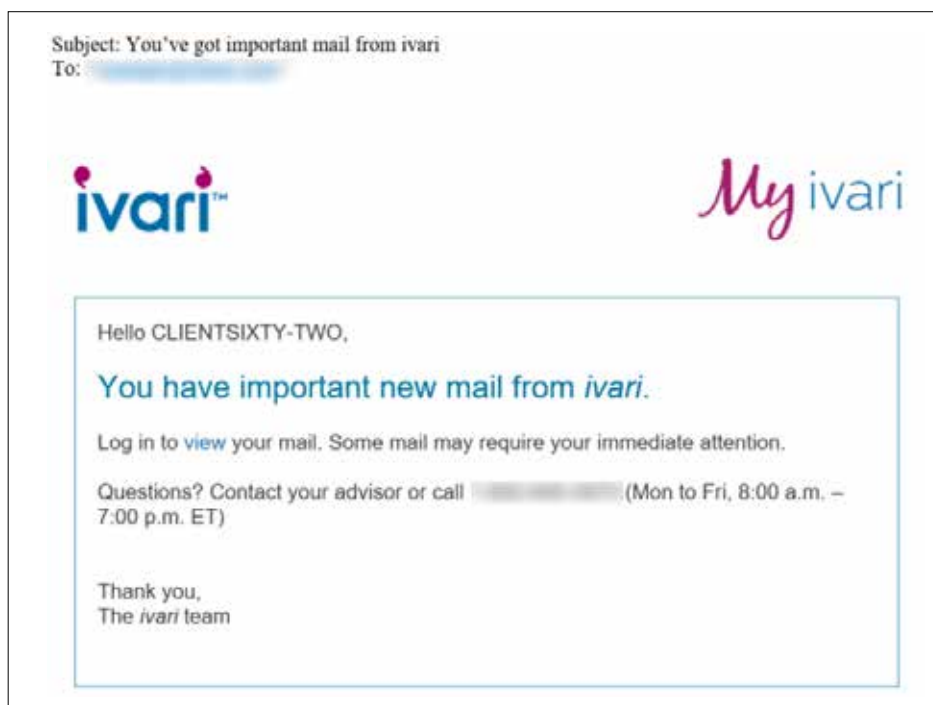 Subject: You've got important mail from ivari
To:
ivari™
My ivari
Hello CLIENTSIXTY-TWO,
You have important new mail from ivari.
Log in to view your mail. Some mail may require your immediate attention.
Questions? Contact your advisor or call (Mon to Fri, 8:00 a.m. –
7:00 p.m. ET)
Thank you,
The ivari team